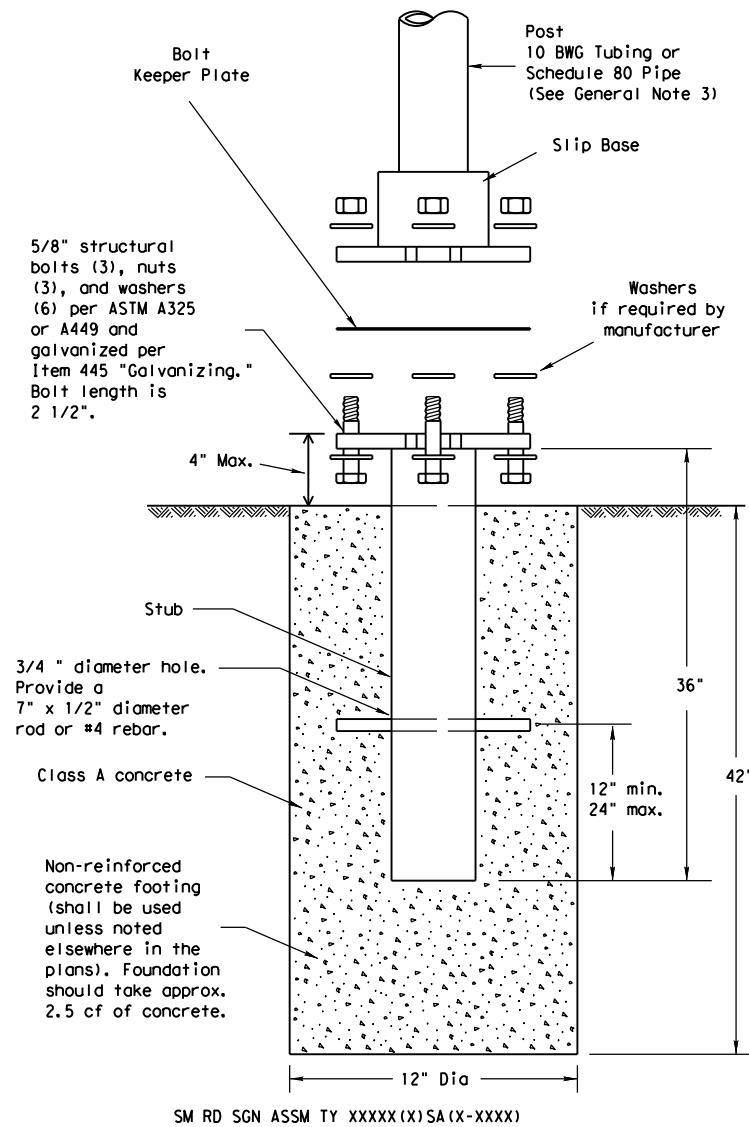 Bolt
Keeper Plate
Post
10 BWG Tubing or
Schedule 80 Pipe
(See General Note 3)
Slip Base
5/8" structural
bolts (3), nuts
(3), and washers
(6) per ASTM A325
or A449 and
galvanized per
Item 445 "Galvanizing."
Bolt length is
2 1/2".
Washers
if required by
manufacturer
4" Max.
Stub
3/4 " diameter hole.
Provide a
7" x 1/2" diameter
rod or #4 rebar.
36"
Class A concrete
12" min.
24" max.
42"
Non-reinforced
concrete footing
(shall be used
unless noted
elsewhere in the
plans). Foundation
should take approx.
2.5 cf of concrete.
12" Dia
SM RD SGN ASSM TY XXXXX(X)SA(X-XXXX)